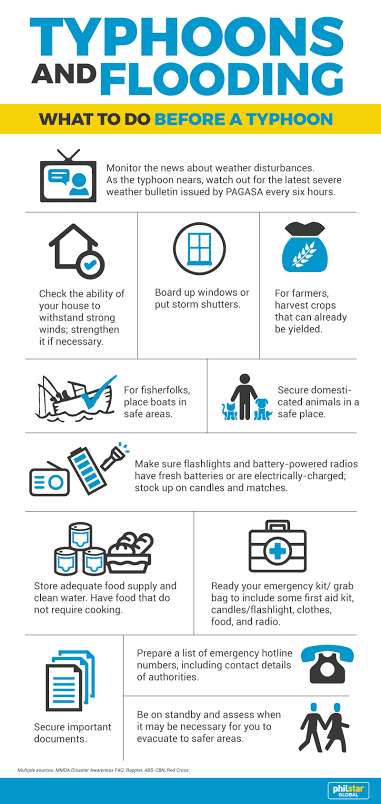 TYPHOONS
AND FLOODING
WHAT TO DO BEFORE A TYPHOON
Monitor the news about weather disturbances.
As the typhoon nears, watch out for the latest severe
weather bulletin issued by PAGASA every six hours.
Check the ability of
your house to
withstand strong
winds; strengthen
it if necessary.
Board up windows or
put storm shutters.
For farmers,
harvest crops
that can already
be yielded.
For fisherfolks,
place boats in
safe areas.
Secure domesti-
cated animals in a
safe place.
Make sure flashlights and battery-powered radios
have fresh batteries or are electrically-charged;
stock up on candles and matches.
Store adequate food supply and
clean water. Have food that do
not require cooking.
Ready your emergency kit/ grab
bag to include some first aid kit,
candles/flashlight, clothes,
food, and radio.
Secure important
documents.
Prepare a list of emergency hotline
numbers, including contact details
of authorities.
Be on standby and assess when
it may be necessary for you to
evacuate to safer areas.
Multiple sources: MMDA Disaster Awareness FAQ, Rappler, ABS-CBN, Red Cross
philstar
GLOBAL